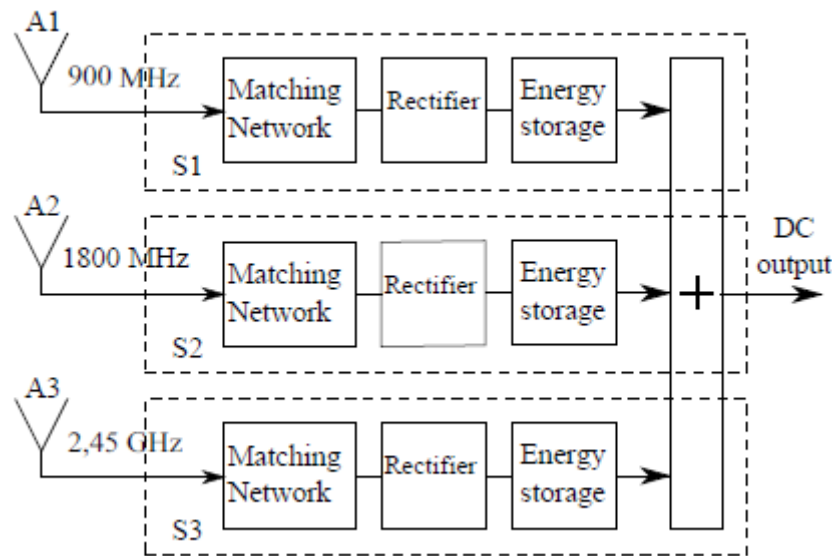 A1
900 MHz
Matching
Network
Rectifier
Energy
storage
S1
A2
1800 MHz
Matching
Network
Rectifier
Energy
storage
+
DC
output
S2
A3
2,45 GHz
Matching
Network
Rectifier
Energy
storage
S3